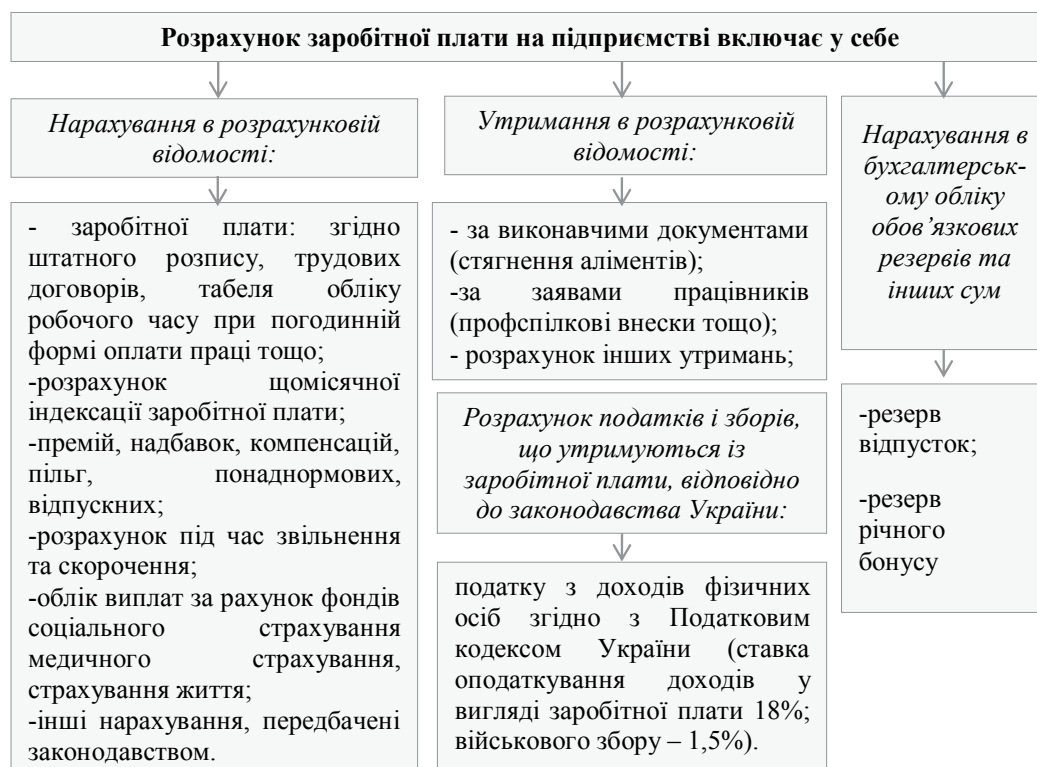 Розрахунок заробітної плати на підприємстві включає у себе
Нарахування в розрахунковій
відомості:
- заробітної плати: згідно
штатного розпису, трудових
договорів, табеля обліку
робочого часу при погодинній
формі оплати праці тощо;
-розрахунок щомісячної
індексації заробітної плати;
-премій, надбавок, компенсацій,
пільг, понаднормових,
відпускних;
-розрахунок під час звільнення
та скорочення;
-облік виплат за рахунок фондів
соціального страхування
медичного страхування,
страхування життя;
-інші нарахування, передбачені
законодавством.
Утримання в розрахунковій
відомості:
- за виконавчими документами
(стягнення аліментів);
-за заявами працівників
(профспілкові внески тощо);
- розрахунок інших утримань;
Розрахунок податків і зборів,
що утримуються із
заробітної плати, відповідно
до законодавства України:
податку з доходів фізичних
осіб згідно з Податковим
кодексом України (ставка
оподаткування доходів у
вигляді заробітної плати 18%;
військового збору – 1,5%).
Нарахування в
бухгалтерськ-
ому обліку
обов’язкових
резервів та
інших сум
-резерв
відпусток;
-резерв
річного
бонусу